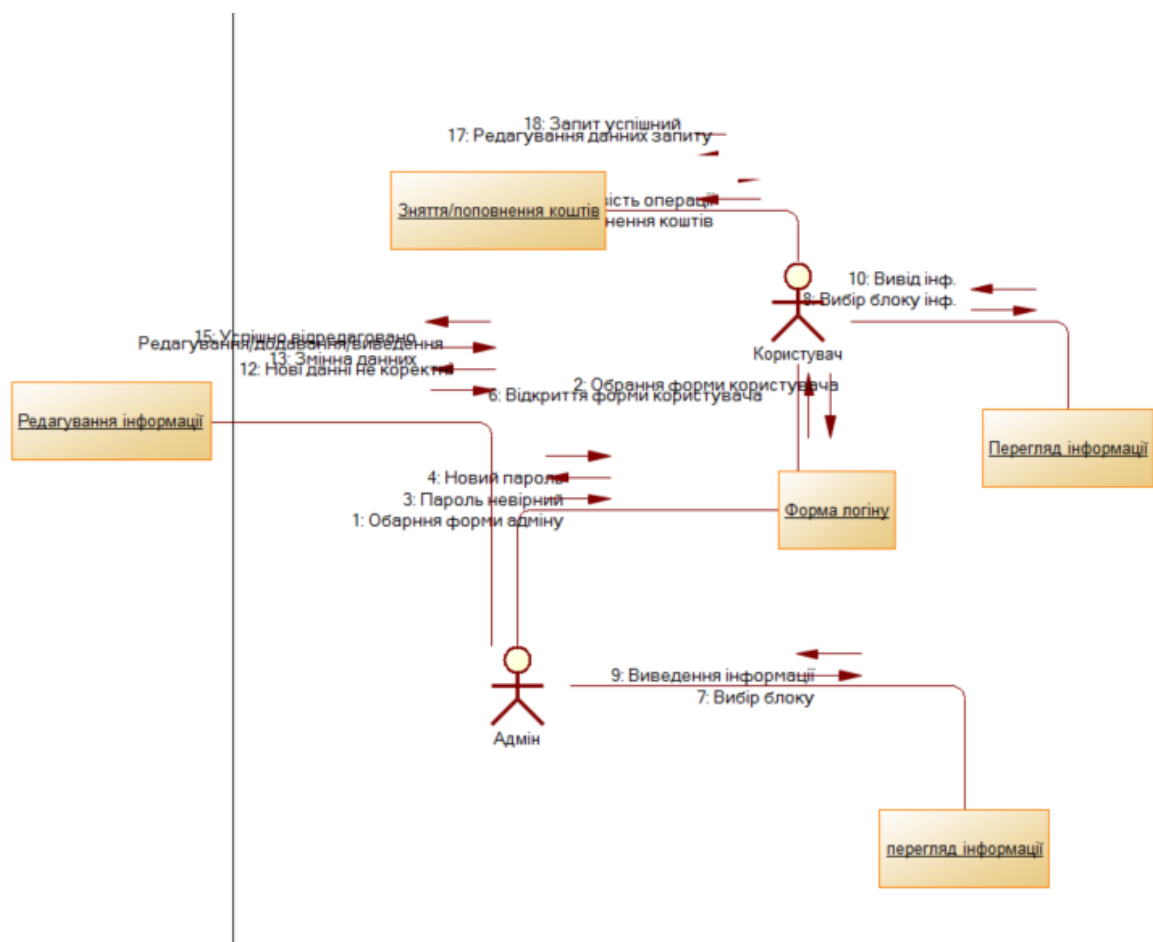 18: Запит успішний
17: Редагування данних запиту
Зняття/поповнення коштів
вість операції
нення коштів
10: Вивід інф.
8: Вибір блоку інф.
Користувач
15: Успішно відредаговано
Редагування/додавання/виведення
13: Змінна данних
12: Нові данні не коректні
2: Обрання форми користувача
6: Відкриття форми користувача
Редагування інформації
Перегляд інформації
4: Новий пароль
3: Пароль невірний
1: Обарння форми адміну
Форма логіну
9: Виведення інформації
7: Вибір блоку
Адмін
перегляд інформації